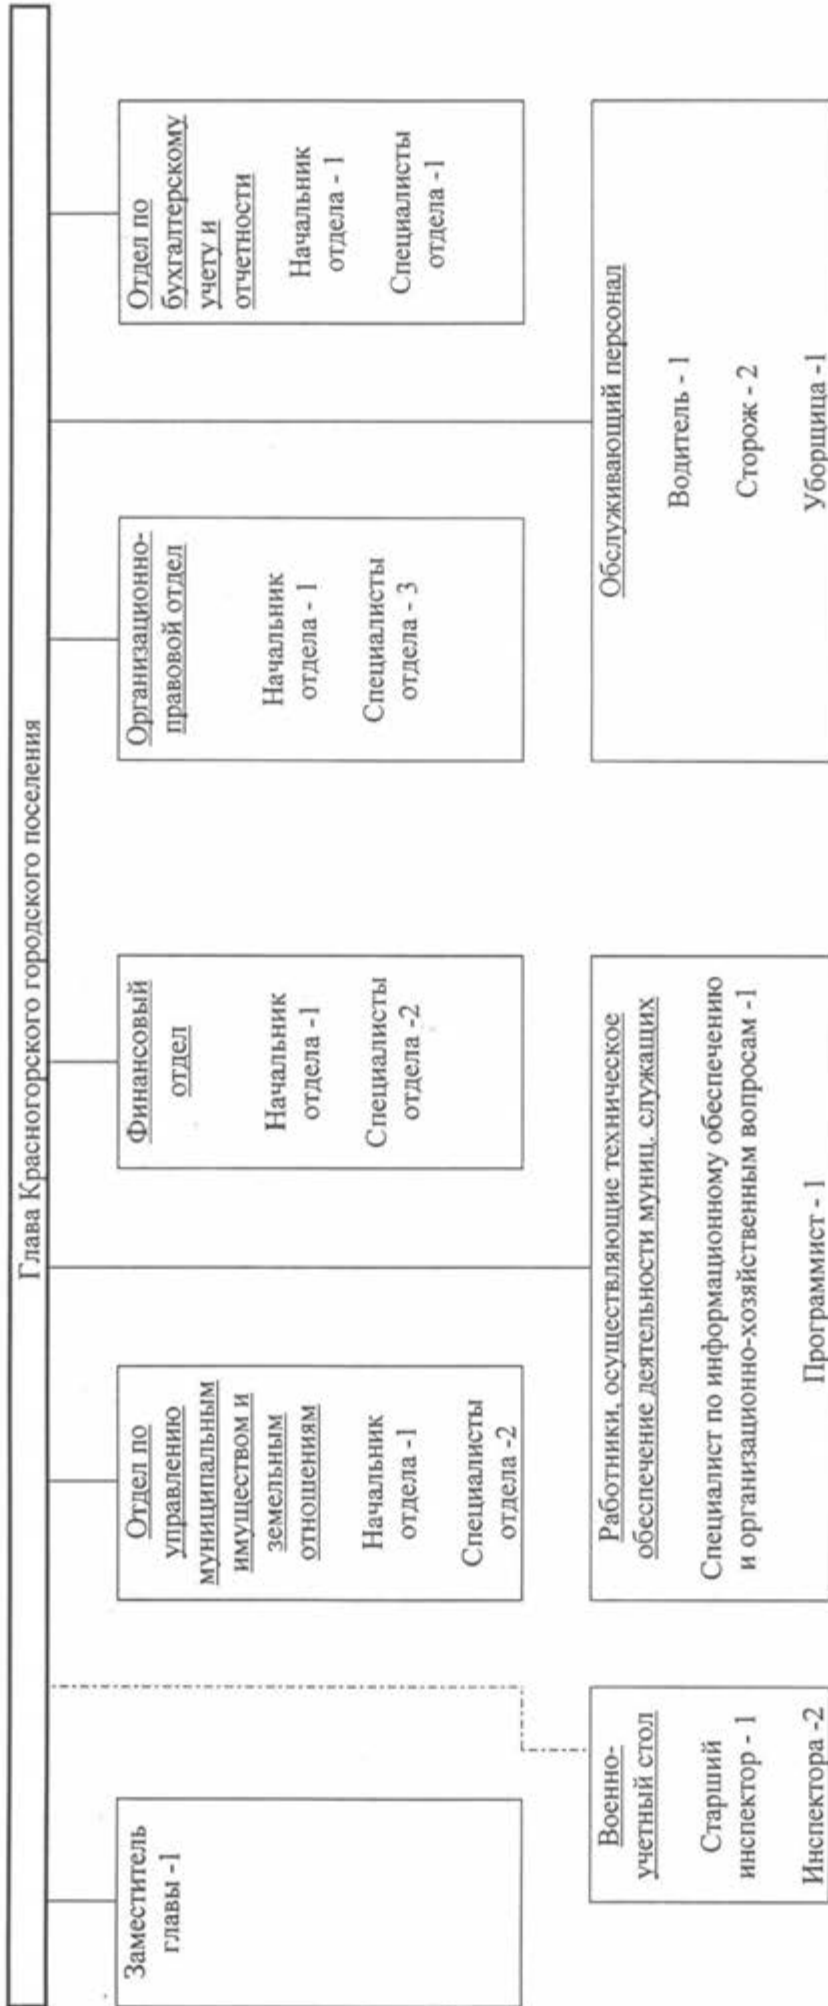 Глава Красногорского городского поселения
Заместитель
главы -1
Отдел по
управлению
муниципальным
имуществом и
земельным
отношениям
Начальник
отдела -1
Специалисты
отдела -2
Финансовый
отдел
Начальник
отдела -1
Специалисты
отдела -2
Организационно-
правовой отдел
Начальник
отдела - 1
Специалисты
отдела - 3
Отдел по
бухгалтерскому
учету и
отчетности
Начальник
отдела - 1
Специалисты
отдела -1
Военно-
учетный стол
Старший
инспектор - 1
Инспектора -2
Работники, осуществляющие техническое
обеспечение деятельности муниц. служащих
Специалист по информационному обеспечению
и организационно-хозяйственным вопросам -1
Программист - 1
Обслуживающий персонал
Водитель - 1
Сторож - 2
Уборщица -1